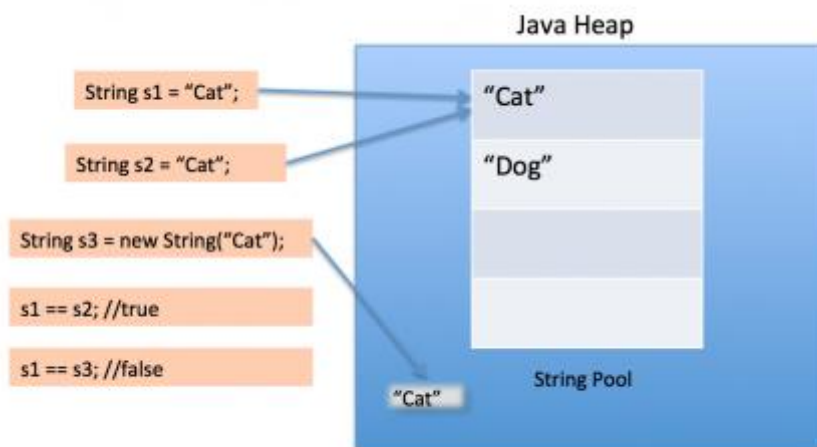 Java Heap
String s1 = “Cat”;
String s2 = “Cat”;
String s3 = new String(“Cat”);
s1 == s2; //true
s1 == s3; //false
“Cat”
“Dog”
“Cat”
String Pool